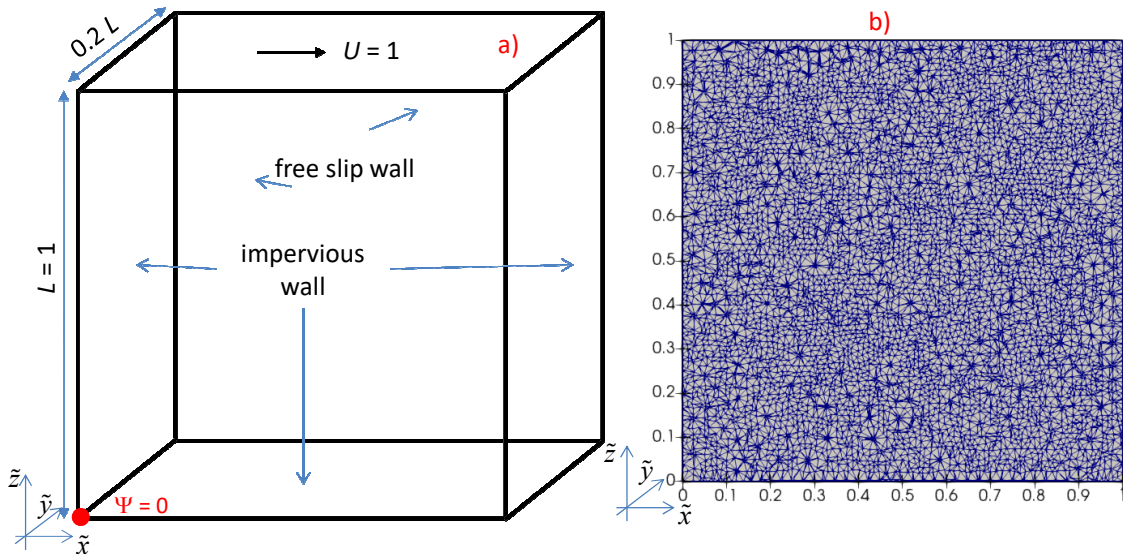 0.2 L
U = 1
a)
free slip wall
impervious
wall
L = 1
z̃
ỹ
x̃
Ψ = 0
b)
1
0.9
0.8
0.7
0.6
0.5
0.4
0.3
0.2
0.1
0
0 0.1 0.2 0.3 0.4 0.5 0.6 0.7 0.8 0.9 1
z̃
ỹ
x̃